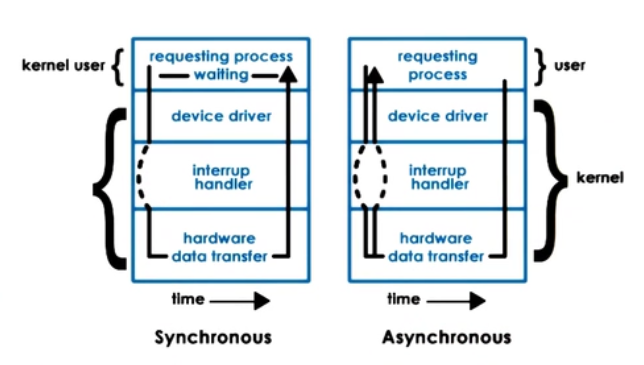 kernel user
requesting process
waiting
device driver
interrup
handler
hardware
data transfer
time
Synchronous
requesting
process
user
device driver
interrup
handler
kernel
hardware
data transfer
time
Asynchronous